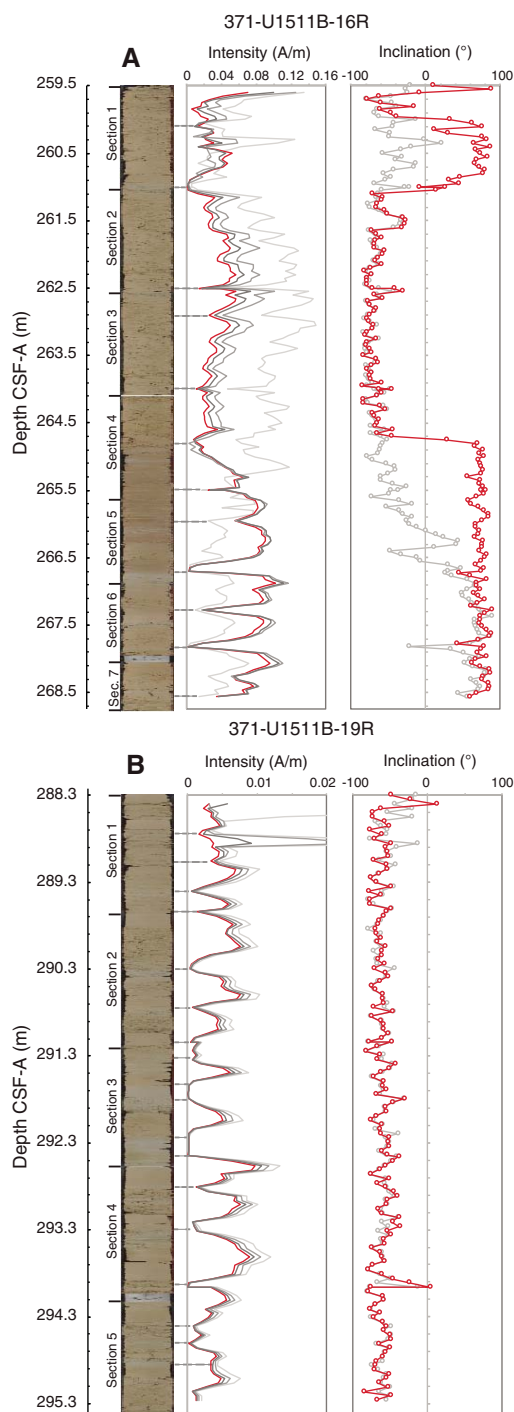 371-U1511B-16R
A
Intensity (A/m)
Inclination (°)
0 0.04 0.08 0.12 0.16
-100 0 100
Depth CSF-A (m)
259.5
260.5
261.5
262.5
263.5
264.5
265.5
266.5
267.5
268.5
Section 1
Section 2
Section 3
Section 4
Section 5
Section 6
Sec. 7
371-U1511B-19R
B
Intensity (A/m)
Inclination (°)
0 0.01 0.02
-100 0 100
Depth CSF-A (m)
288.3
289.3
290.3
291.3
292.3
293.3
294.3
295.3
Section 1
Section 2
Section 3
Section 4
Section 5